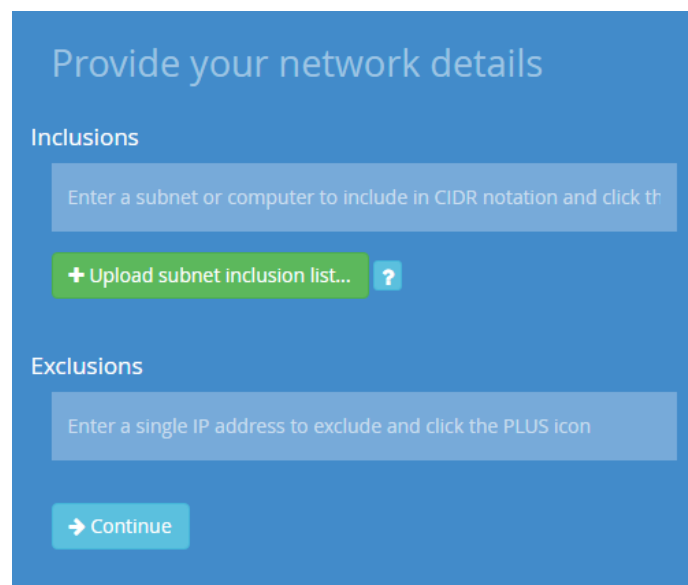 Provide your network details
Inclusions
Enter a subnet or computer to include in CIDR notation and click th
+ Upload subnet inclusion list...
?
Exclusions
Enter a single IP address to exclude and click the PLUS icon
Continue